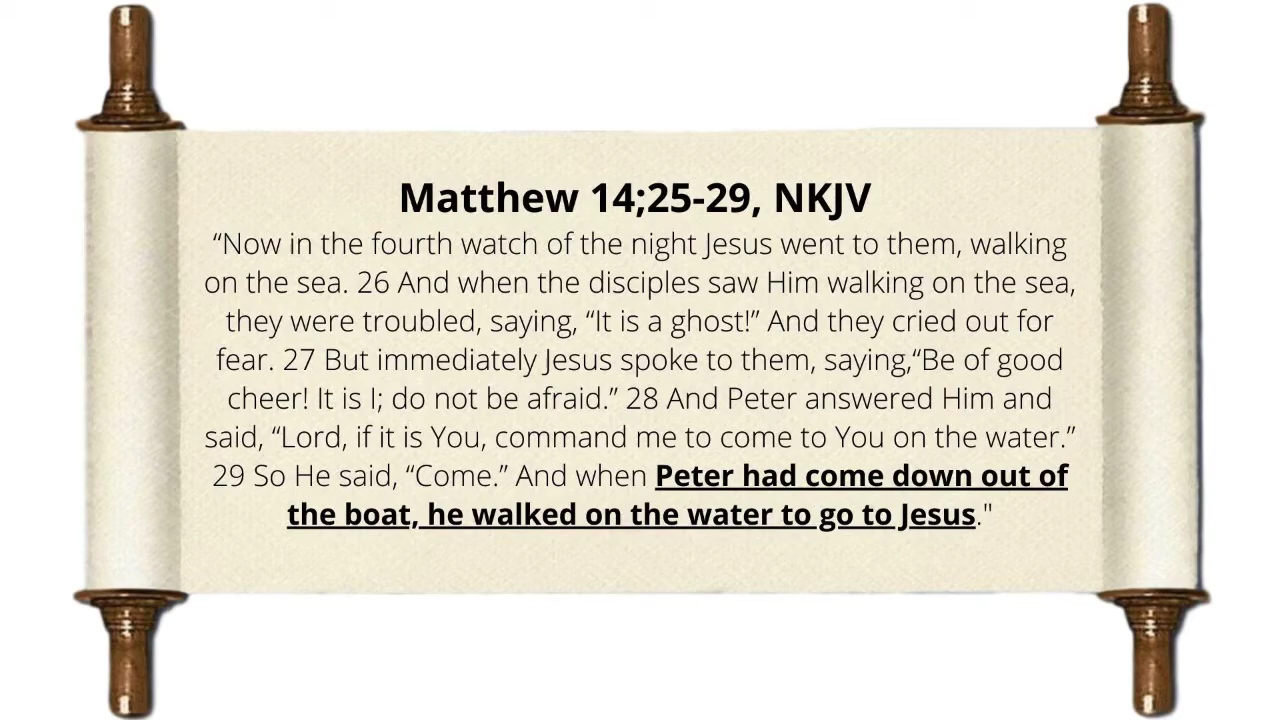 Matthew 14;25-29, NKJV
“Now in the fourth watch of the night Jesus went to them, walking
on the sea. 26 And when the disciples saw Him walking on the sea,
they were troubled, saying, “It is a ghost!” And they cried out for
fear. 27 But immediately Jesus spoke to them, saying,“Be of good
cheer! It is I; do not be afraid.” 28 And Peter answered Him and
said, “Lord, if it is You, command me to come to You on the water.”
29 So He said, “Come.” And when Peter had come down out of
the boat, he walked on the water to go to Jesus."